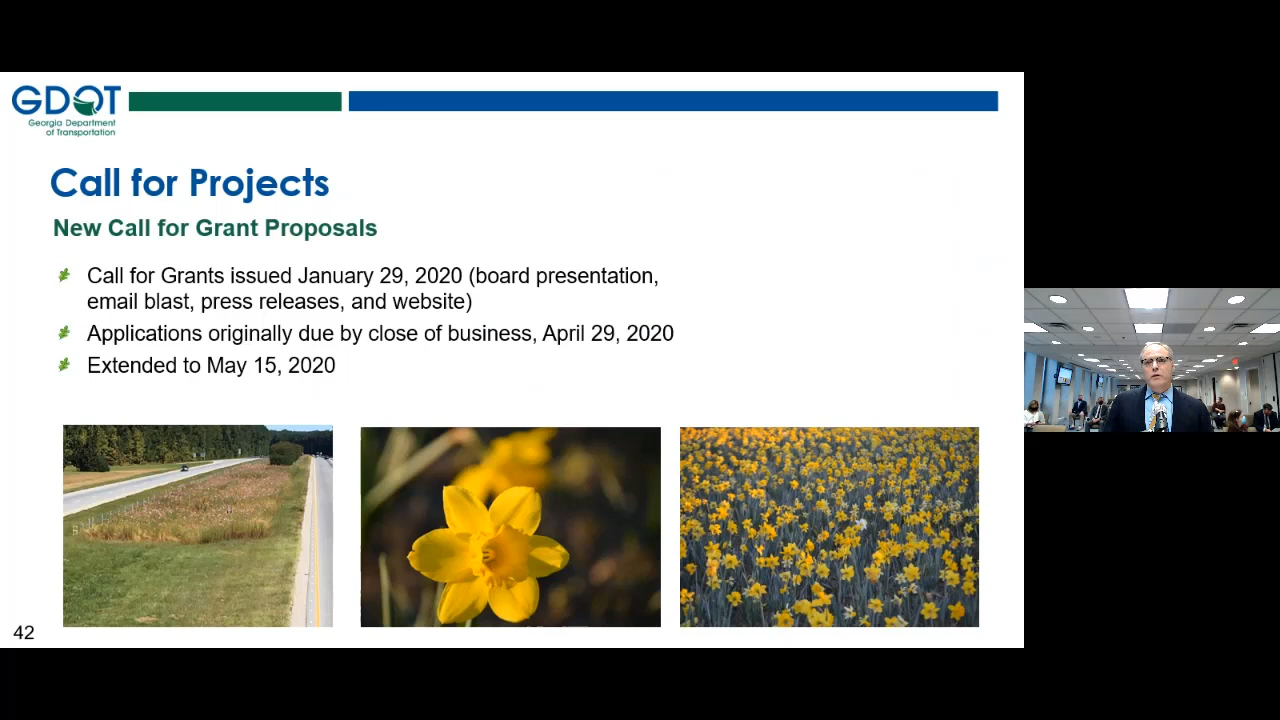 GDOT
Georgia Department
of Transportation
Call for Projects
New Call for Grant Proposals
Call for Grants issued January 29, 2020 (board presentation,
email blast, press releases, and website)
Applications originally due by close of business, April 29, 2020
Extended to May 15, 2020
42